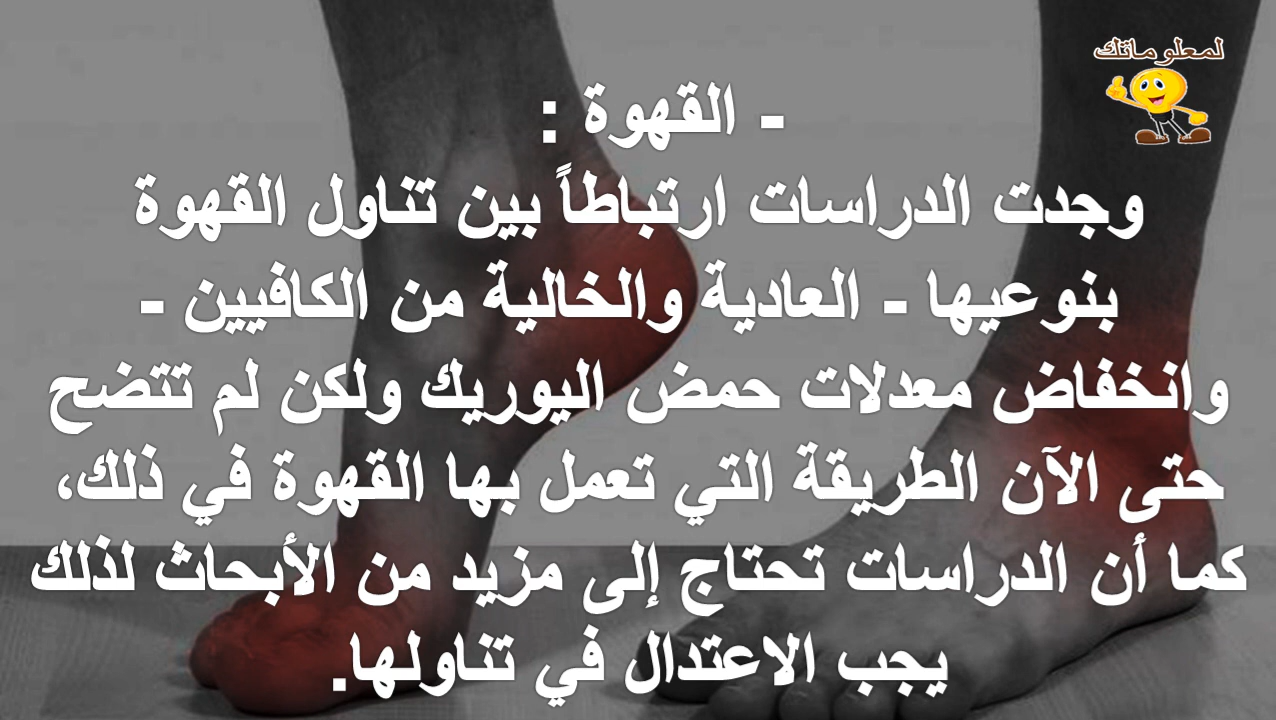 لمعلوماتك
- القهوة :
وجدت الدراسات ارتباطاً بين تناول القهوة
بنوعيها - العادية والخالية من الكافيين -
وانخفاض معدلات حمض اليوريك ولكن لم تتضح
حتى الآن الطريقة التي تعمل بها القهوة في ذلك،
كما أن الدراسات تحتاج إلى مزيد من الأبحاث لذلك
يجب الاعتدال في تناولها.